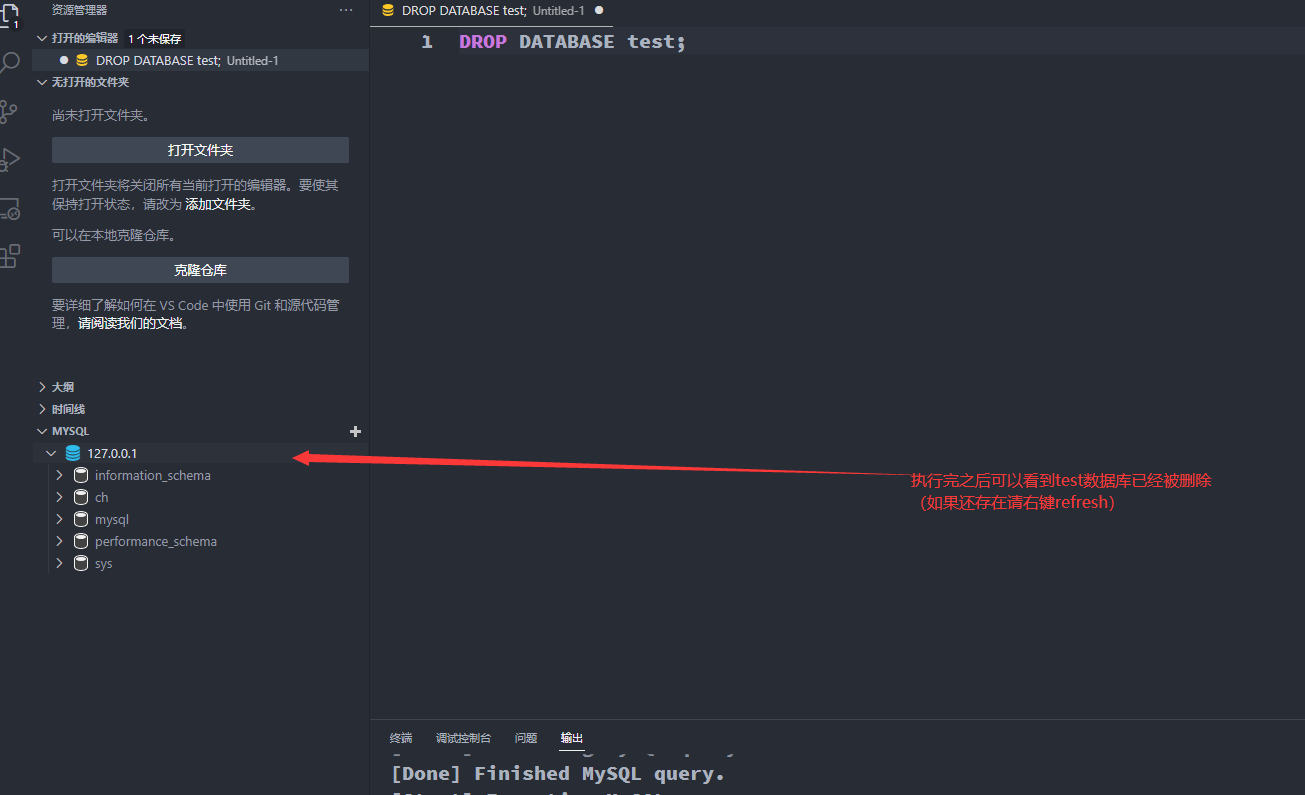 资源管理器
打开的编辑器 1 个未保存
DROP DATABASE test; Untitled-1
无打开的文件夹
尚未打开文件夹。
打开文件夹
打开文件夹将关闭所有当前打开的编辑器。要使其
保持打开状态，请改为 添加文件夹。
可以在本地克隆仓库。
克隆仓库
要详细了解如何在 VS Code 中使用 Git 和源代码管
理，请阅读我们的文档。
大纲
时间线
MYSQL
127.0.0.1
information_schema
ch
mysql
performance_schema
sys
DROP DATABASE test; Untitled-1
1 DROP DATABASE test;
执行完之后可以看到test数据库已经被删除
（如果还存在请右键refresh）
终端 调试控制台 问题 输出
[Done] Finished MySQL query.